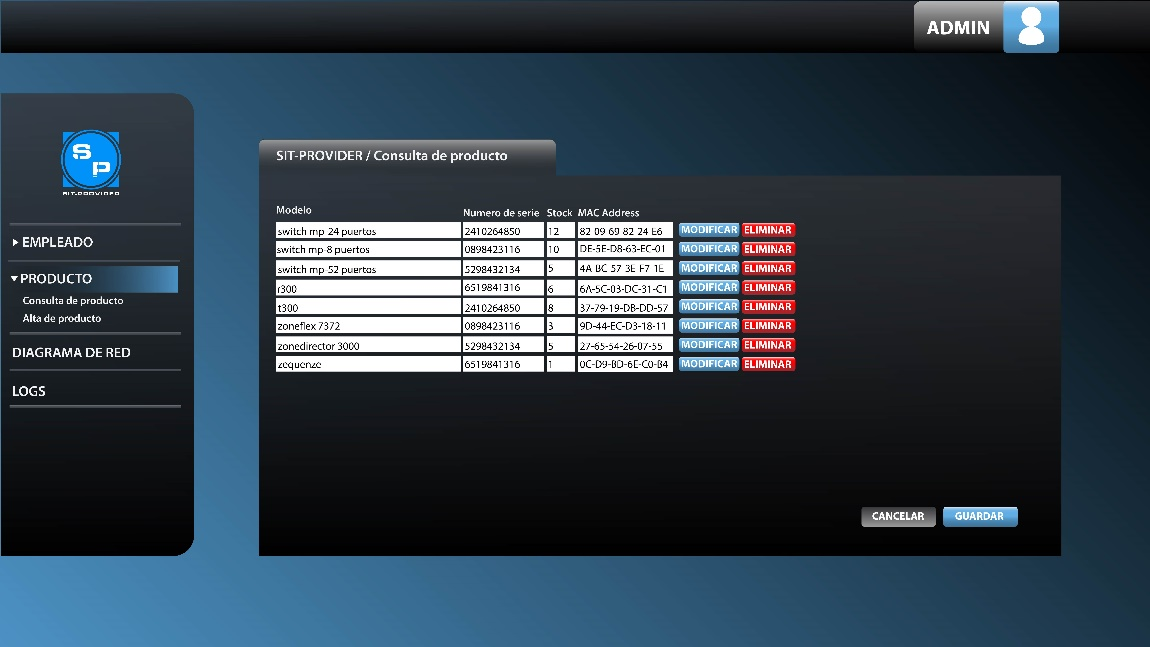 ADMIN
SP
SIT-PROVIDER
EMPLEADO
PRODUCTO
Consulta de producto
Alta de producto
DIAGRAMA DE RED
LOGS
SIT-PROVIDER / Consulta de producto
Modelo Numero de serie Stock MAC Address
switch mp-24 puertos 2410264850 12 82 09 69 82 24 E6 MODIFICAR ELIMINAR
switch mp-8 puertos 0898423116 10 DE-5E-D8-63-EC-01 MODIFICAR ELIMINAR
switch mp-52 puertos 5298432134 5 4A BC 57 3E F7 1E MODIFICAR ELIMINAR
r300 6519841316 6 6A-5C-03-DC-31-C1 MODIFICAR ELIMINAR
t300 2410264850 8 37-79-19-DB-DD-57 MODIFICAR ELIMINAR
zoneflex 7372 0898423116 3 9D-44-EC-D3-18-11 MODIFICAR ELIMINAR
zonedirector 3000 5298432134 5 27-65-54-26-07-55 MODIFICAR ELIMINAR
zequenze 6519841316 1 0C-D9-BD-6E-C0-B4 MODIFICAR ELIMINAR
CANCELAR GUARDAR